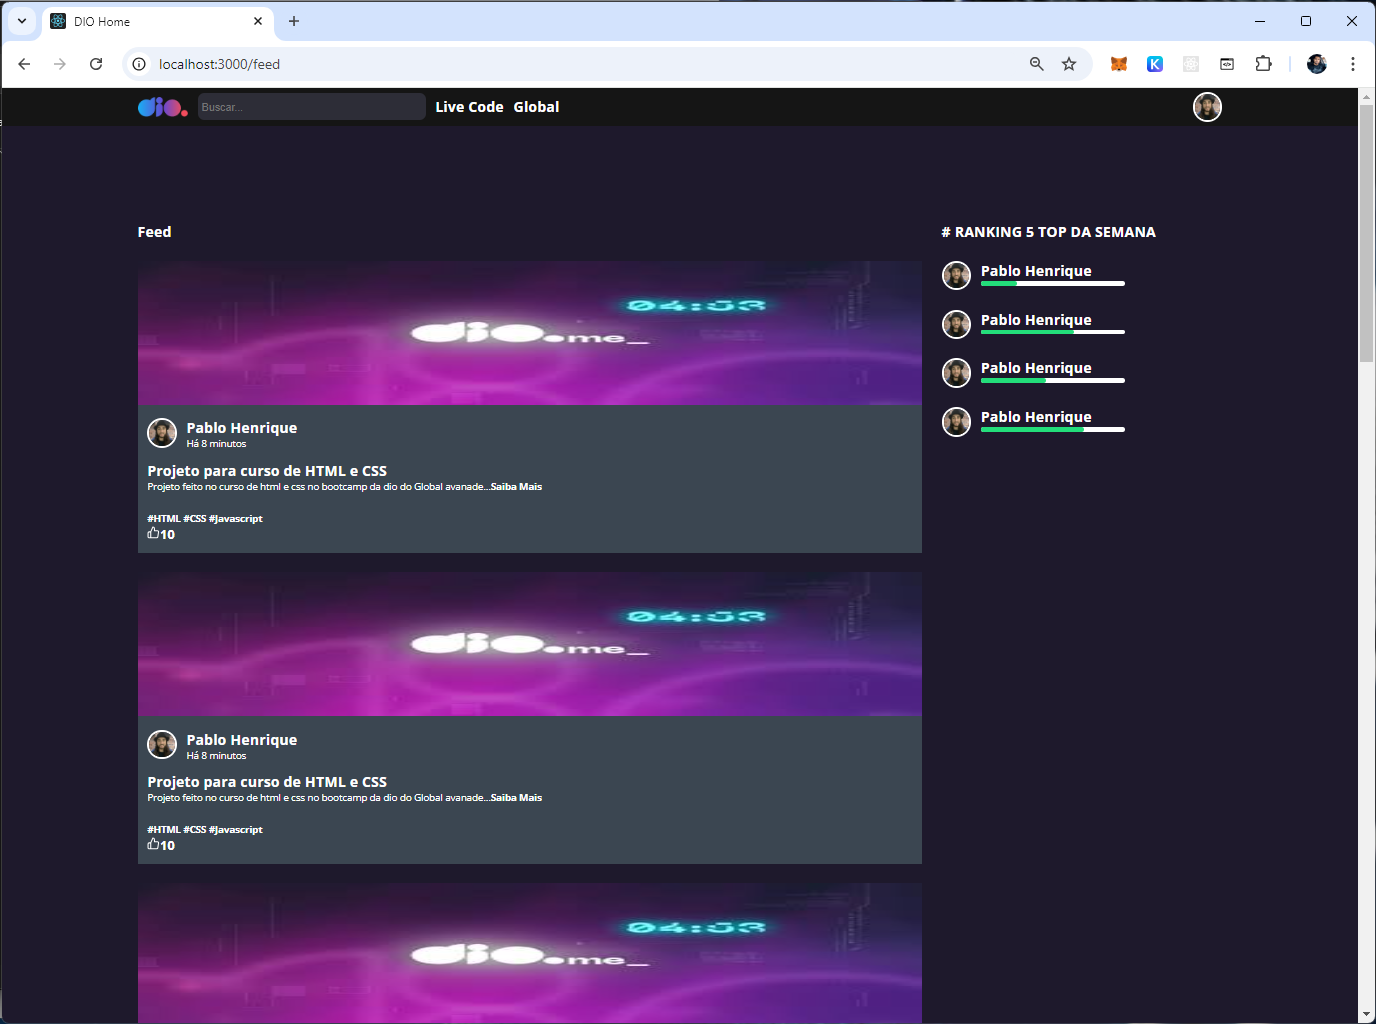 DIO Home
localhost:3000/feed
dio.
Buscar...
Live Code
Global
Feed
# RANKING 5 TOP DA SEMANA
04:53
dio.me_
Pablo Henrique
Há 8 minutos
Projeto para curso de HTML e CSS
Projeto feito no curso de html e css no bootcamp da dio do Global avanade...Saiba Mais
#HTML #CSS #Javascript
10
04:53
dio.me_
Pablo Henrique
Há 8 minutos
Projeto para curso de HTML e CSS
Projeto feito no curso de html e css no bootcamp da dio do Global avanade...Saiba Mais
#HTML #CSS #Javascript
10
04:53
dio.me_
Pablo Henrique
Pablo Henrique
Pablo Henrique
Pablo Henrique